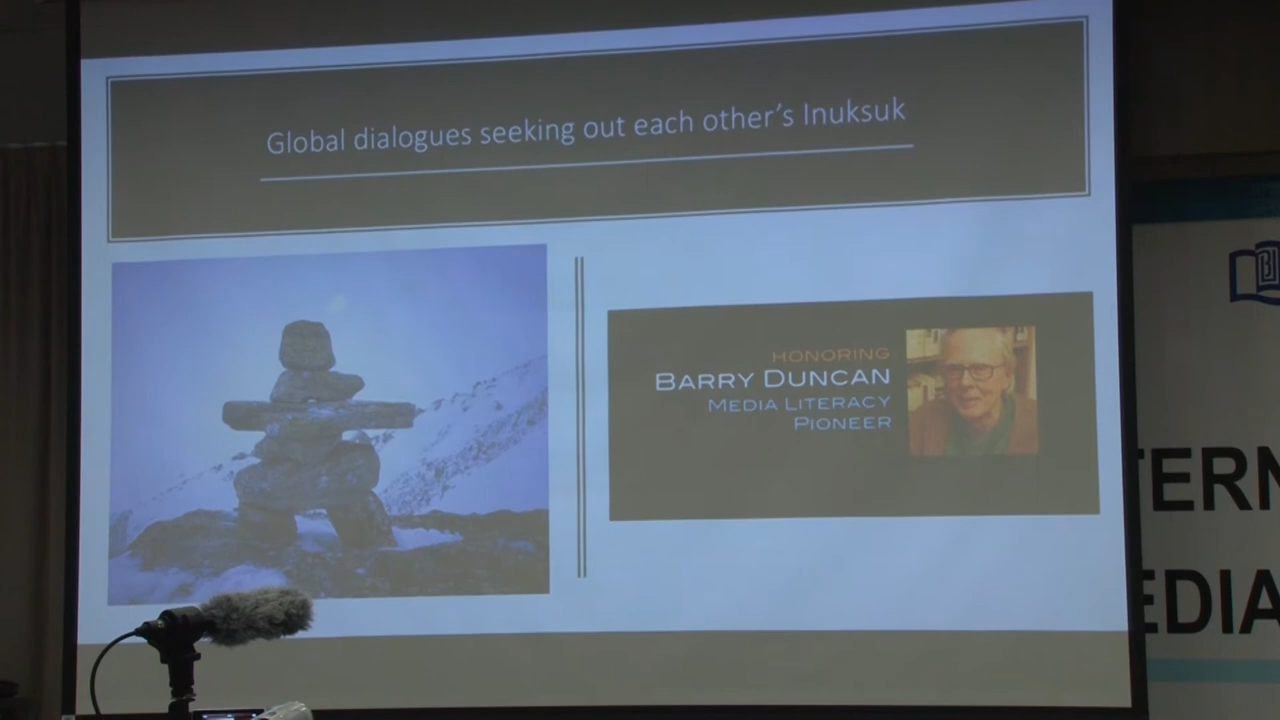 Global dialogues seeking out each other's Inuksuk
HONORING
BARRY DUNCAN
MEDIA LITERACY
PIONEER
TERN
EDIA